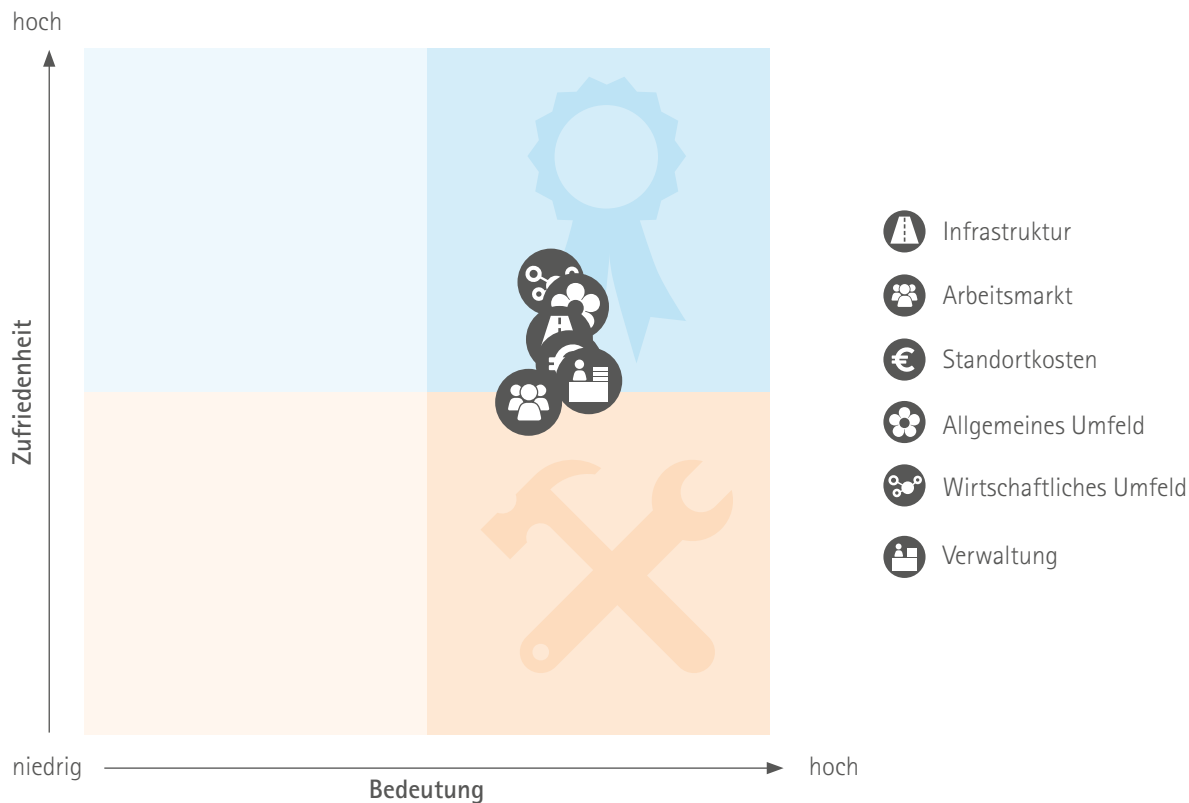 hoch
Zufriedenheit
niedrig
Bedeutung
hoch
Infrastruktur
Arbeitsmarkt
€ Standortkosten
Allgemeines Umfeld
Wirtschaftliches Umfeld
Verwaltung